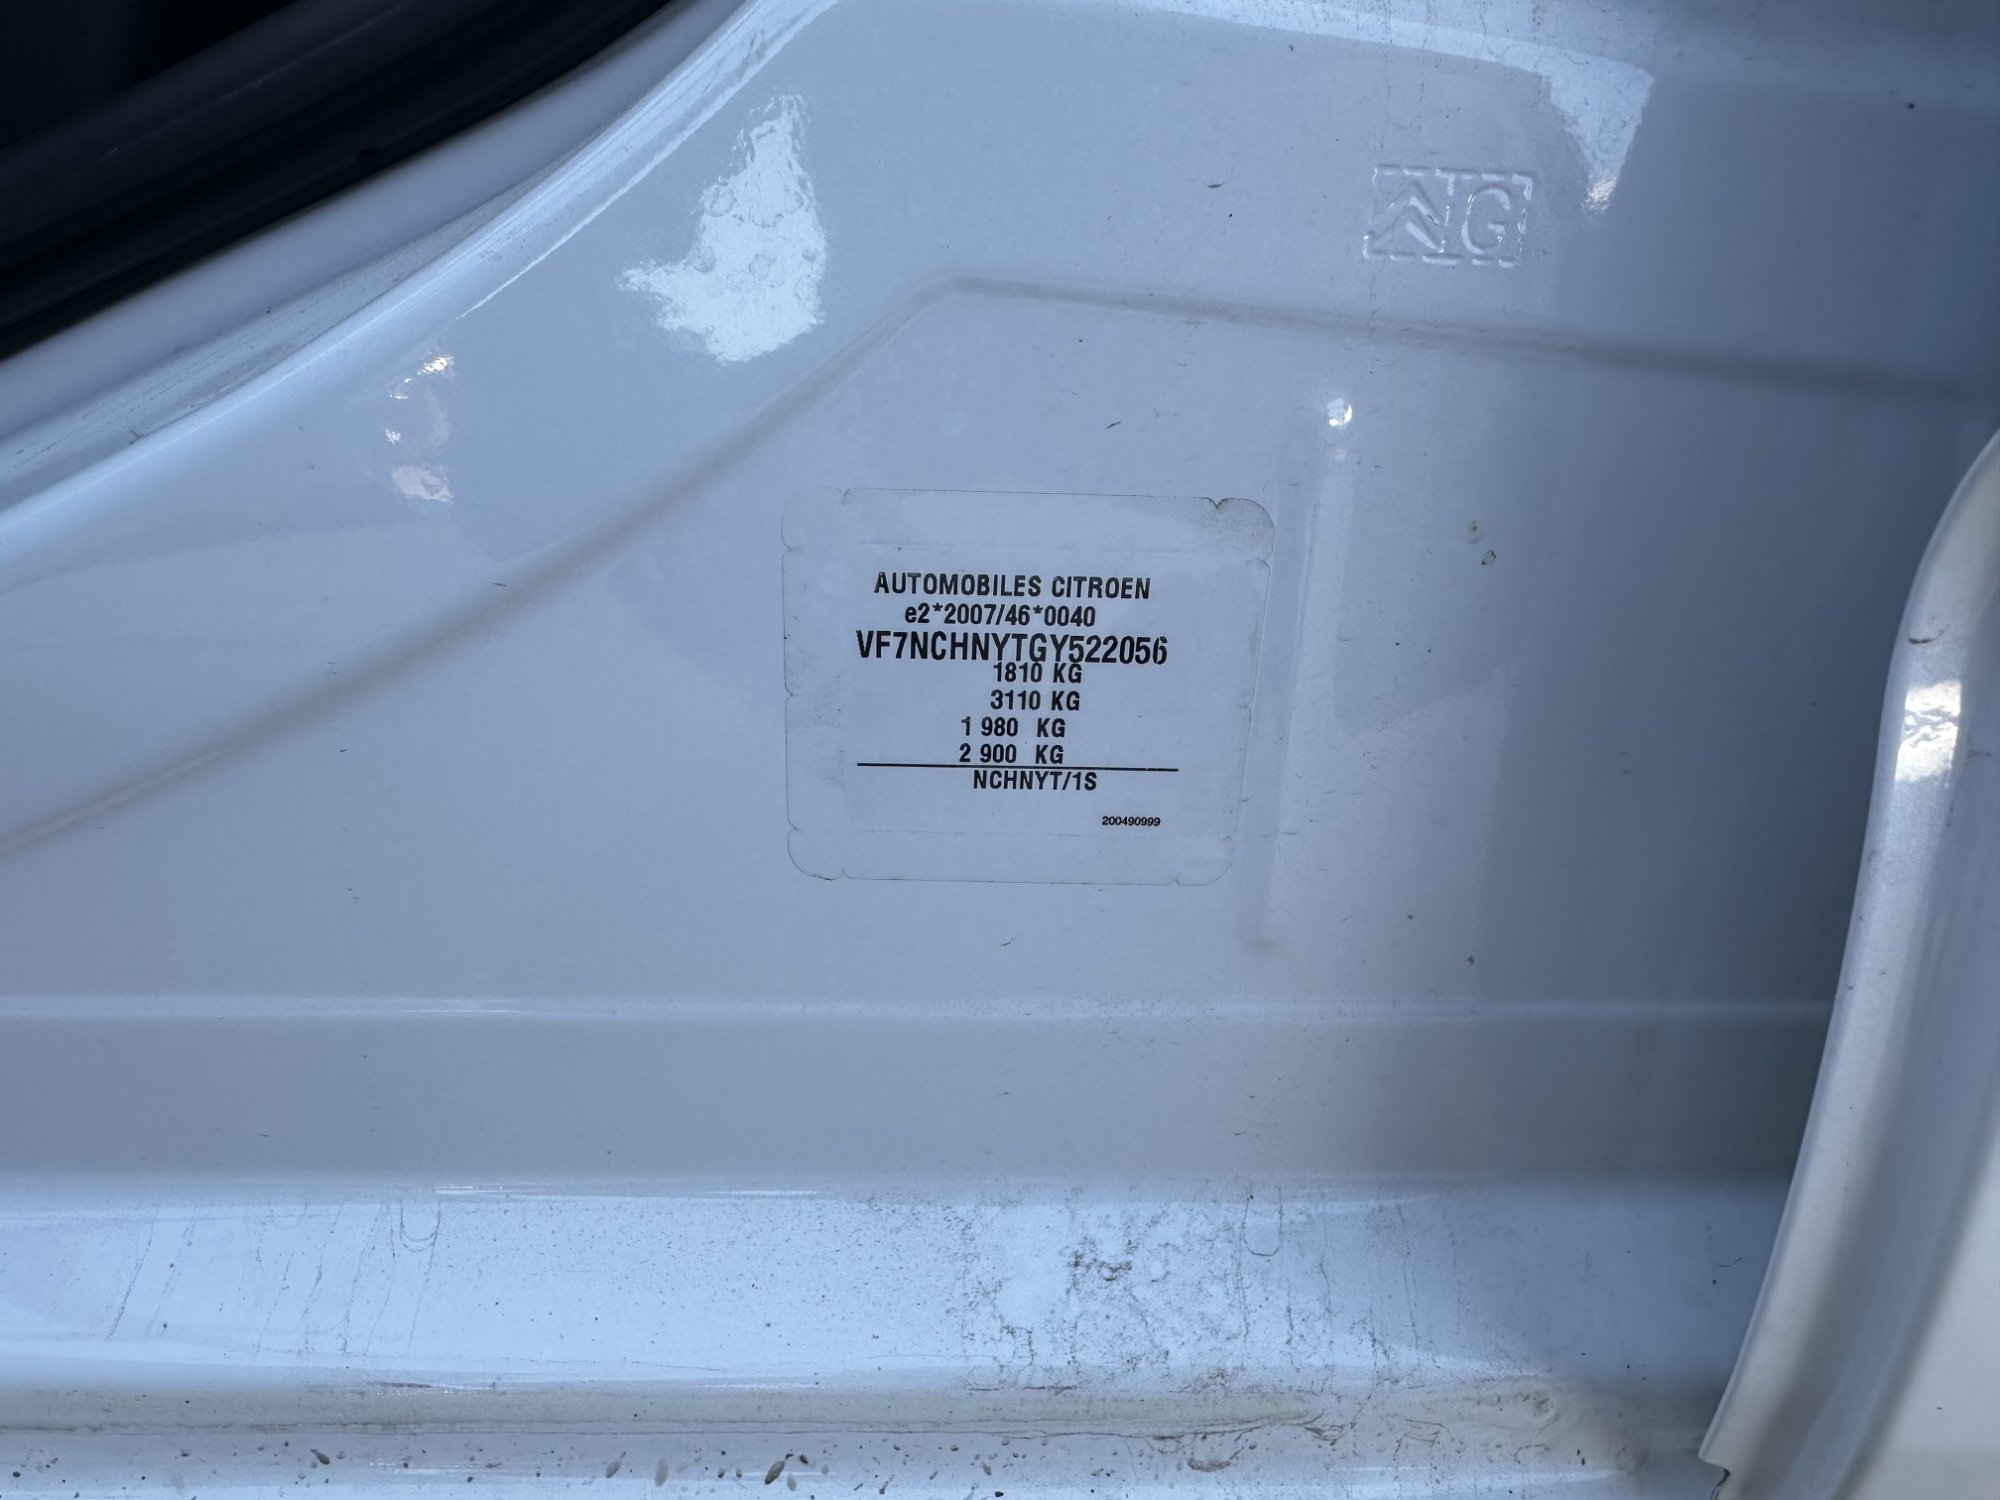 G
AUTOMOBILES CITROEN
e2*2007/46*0040
VF7NCHNYTGY522056
1810 KG
3110 KG
1 980 KG
2 900 KG
NCHNYT/1S
200490999